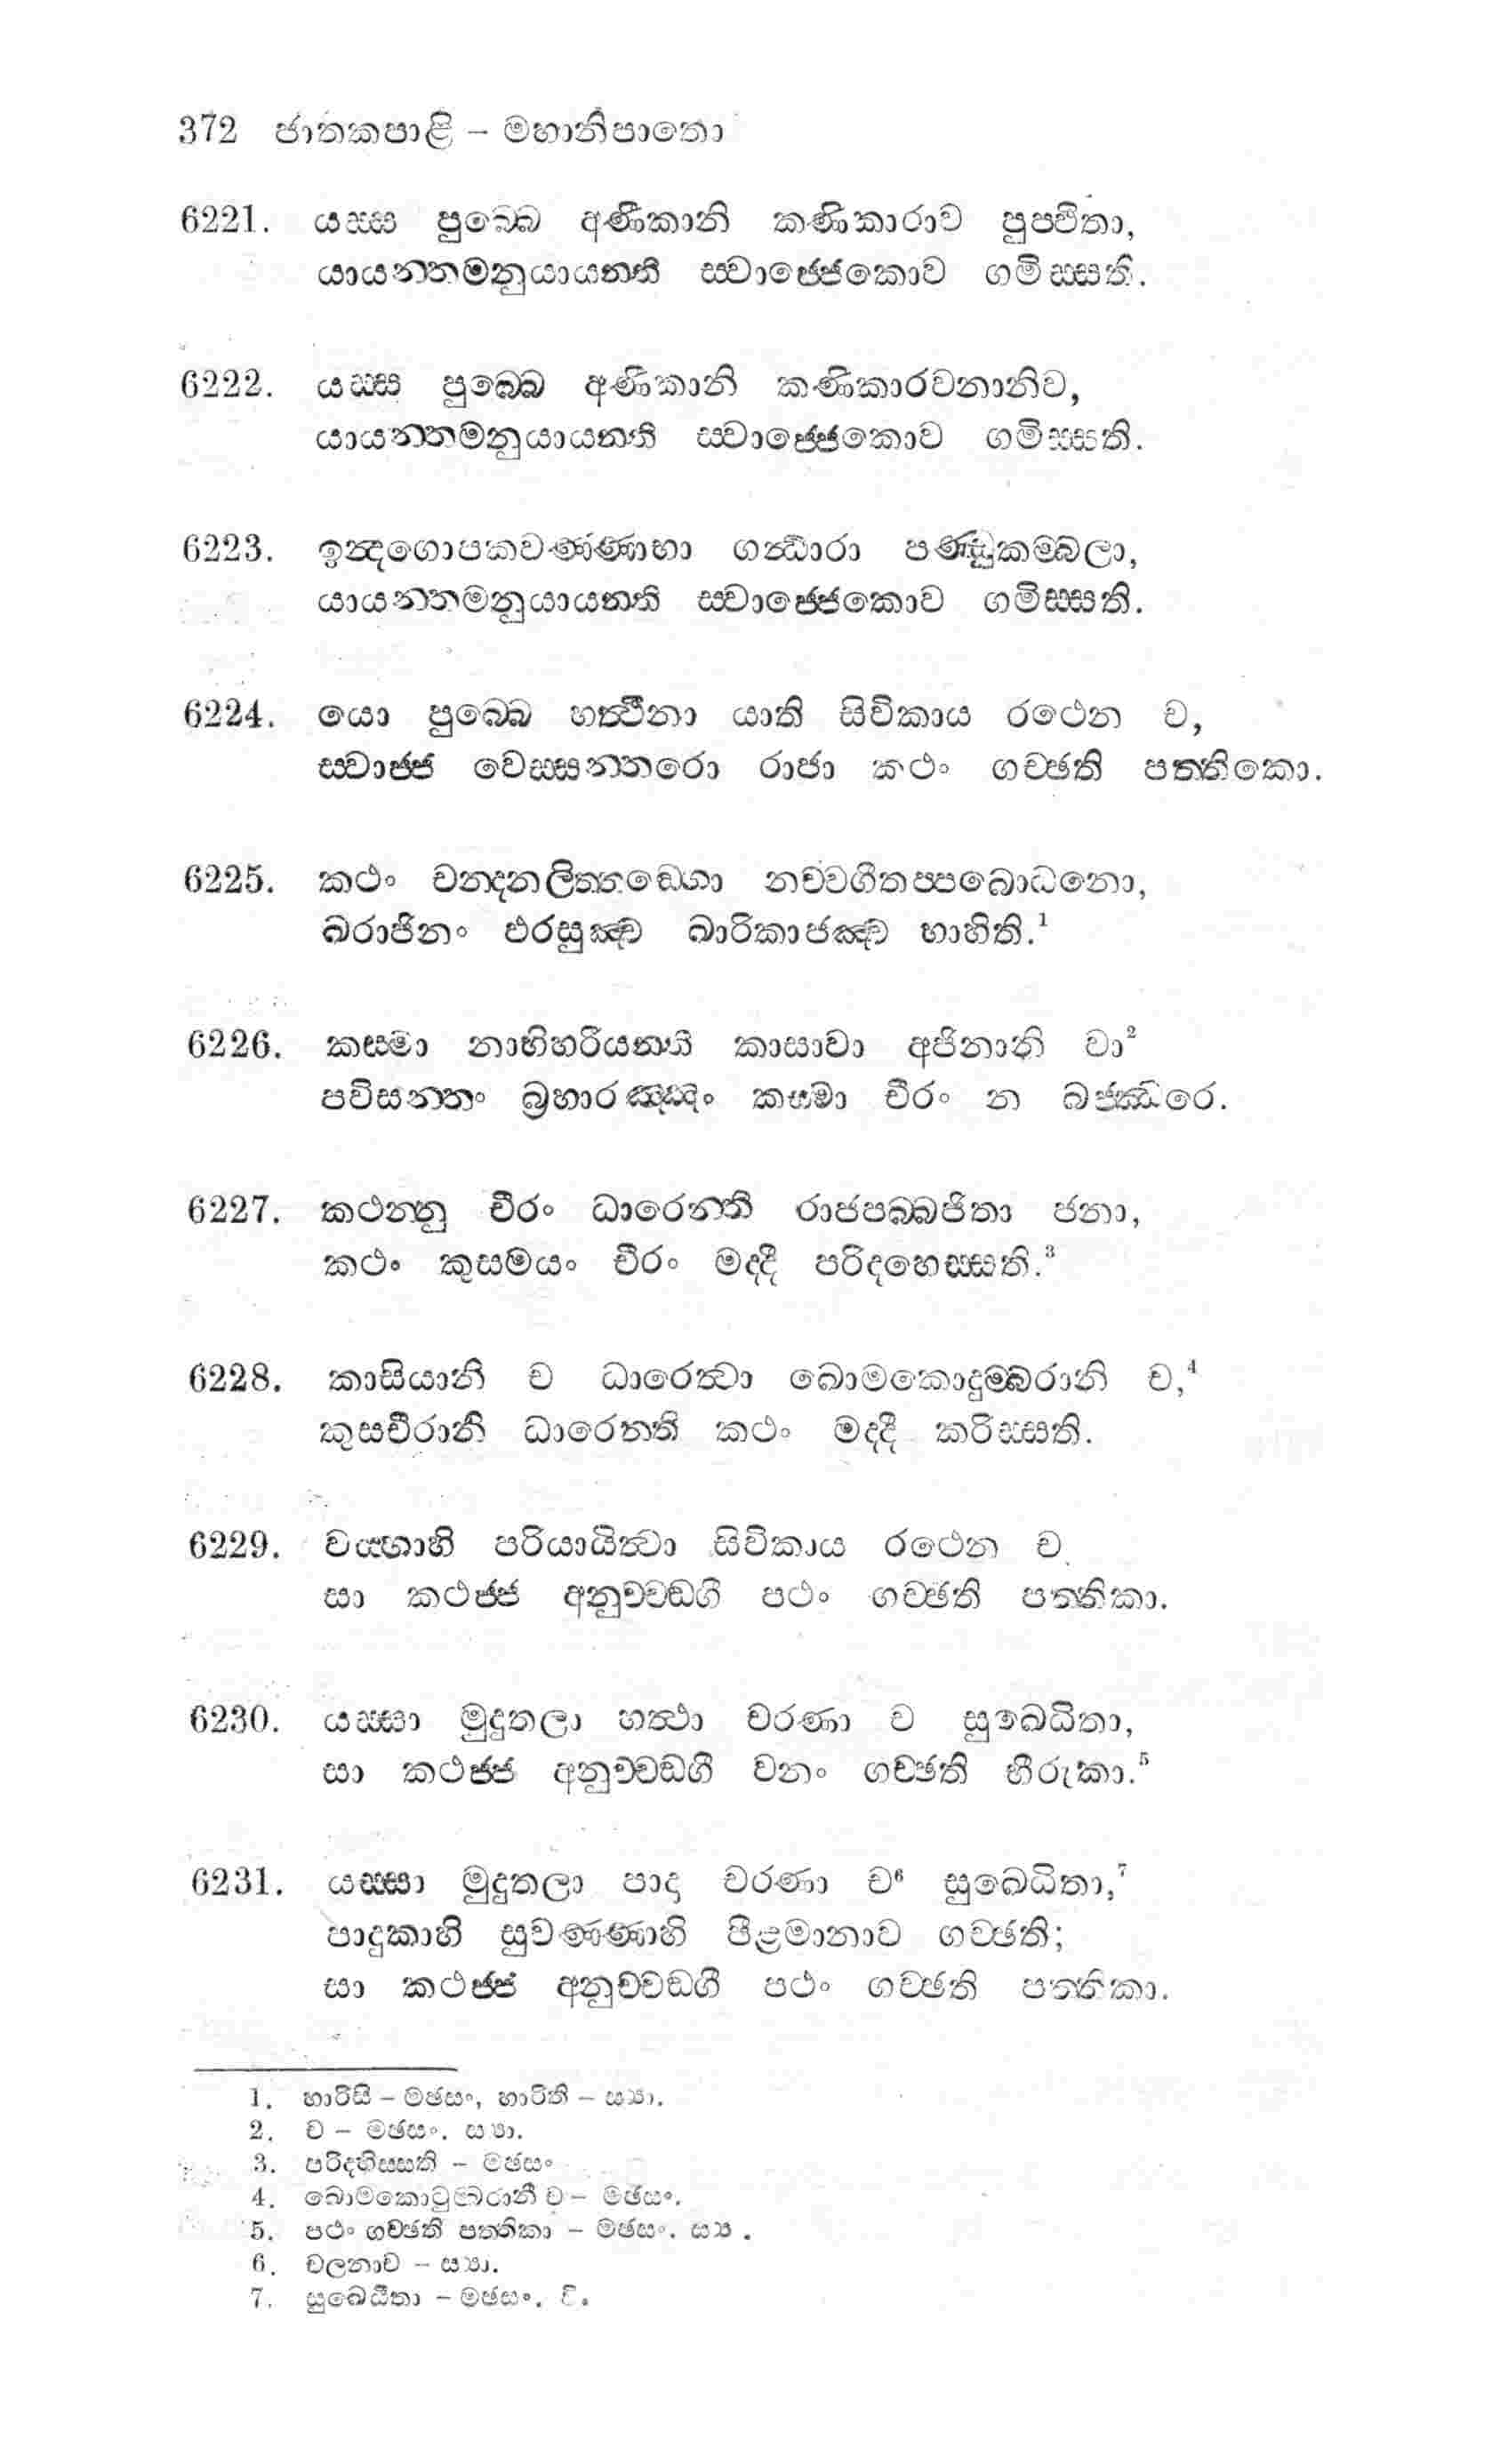 372 ජාතකපාළි – මහානිපාතො
6221. යස්ස පුබ්බෙ අණීකානි කණිකාරාව පුප්ඵිතා,
යායන්තමනුයායන්ති ස්වාජ්ජෙකොව ගමිස්සති.
6222. යස්ස පුබ්බෙ අණීකානි කණිකාරවනානිව,
යායන්තමනුයායන්ති ස්වාජ්ජෙකොව ගමිස්සති.
6223. ඉන්දගොපකවණ්ණාභා ගන්ධාරා පණ්ඩුකම්බලා,
යායන්තමනුයායන්ති ස්වාජ්ජෙකොව ගමිස්සති.
6224. යො පුබ්බෙ හත්ථීනා යාති සිවිකාය රථෙන ච,
ස්වාජ්ජ වෙස්සන්තරො රාජා කථං ගච්ඡති පත්තිකො.
6225. කථං චන්දනලිත්තඞ්ගො නච්චගීතප්පබොධනො,
ඛරාජිනං ඵරසුඤ්ච ඛාරිකාජඤ්ච භාහිති.¹
6226. කස්මා නාභිහරීයන්ති කාසාවා අජිනානි වා²
පවිසන්තං බ්‍රහාරඤ්ඤං කස්මා චීරං න බජ්ඣරෙ.
6227. කථන්නු චීරං ධාරෙන්ති රාජපබ්බජිතා ජනා,
කථං කුසමයං චීරං මද්දී පරිදහෙස්සති.³
6228. කාසියානි ච ධාරෙත්වා ඛොමකොදුම්බරානි ච,⁴
කුසචීරානි ධාරෙන්ති කථං මද්දී කරිස්සති.
6229. වය්හාහි පරියායිත්වා සිවිකාය රථෙන ච
සා කථජ්ජ අනුච්චඞ්ගී පථං ගච්ඡති පත්තිකා.
6230. යස්සා මුදුතලා හත්ථා චරණා ච සුඛෙධිතා,
සා කථජ්ජ අනුච්චඞ්ගී වනං ගච්ඡති භීරුකා.⁵
6231. යස්සා මුදුතලා පාදා චරණා ච⁶ සුඛෙධිතා,⁷
පාදුකාහි සුවණ්ණාහි පීළමානාව ගච්ඡති;
සා කථජ්ජ අනුච්චඞ්ගී පථං ගච්ඡති පත්තිකා.
1. හාරිසි – මඡසං, හාරිති – ස්‍යා.
2. ච – මඡසං. ස්‍යා.
3. පරිදහිස්සති – මඡසං
4. ඛොමකොටුම්බරානි ච – මඡසං.
5. පථං ගච්ඡති පත්තිකා – මඡසං. ස්‍යා.
6. චලනාච – ස්‍යා.
7. සුඛෙධිතා – මඡසං. වි.